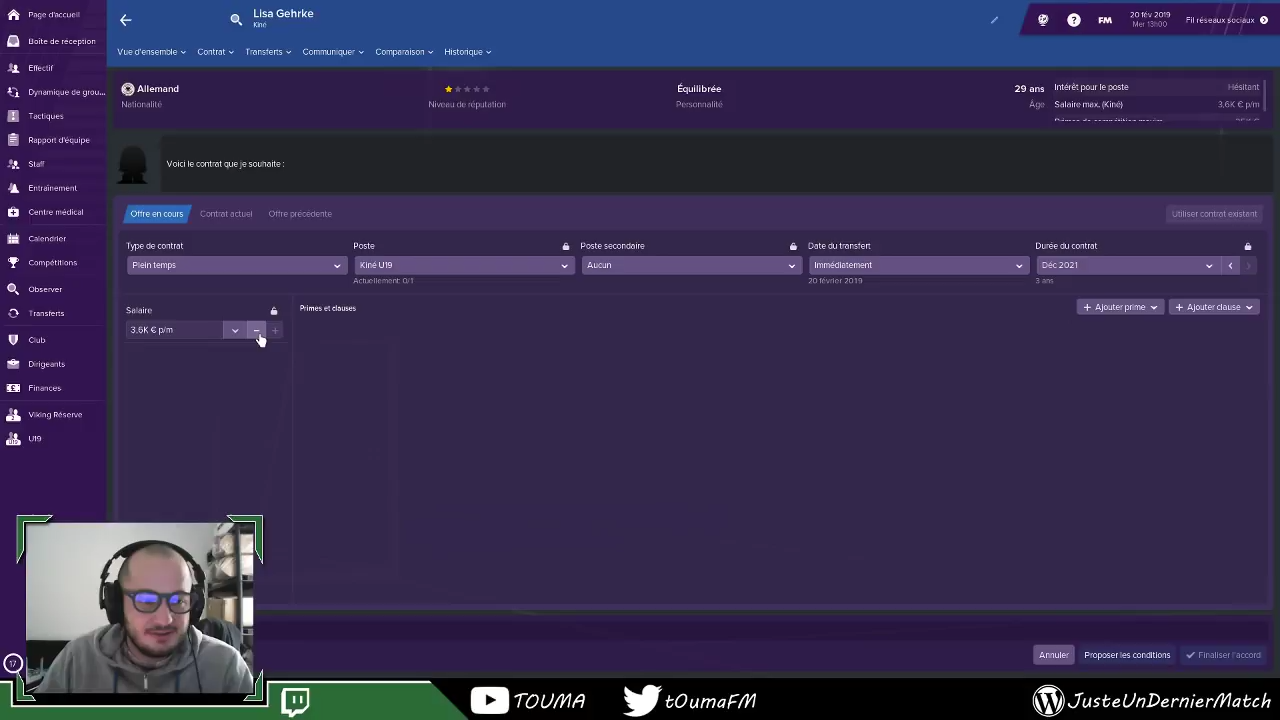 Page d'accueil
Boîte de réception
Effectif
Dynamique de grou...
Tactiques
Rapport d'équipe
Staff
Entraînement
Centre médical
Calendrier
Compétitions
Observer
Transferts
Club
Dirigeants
Finances
Viking Réserve
U19
17
Lisa Gehrke
Kiné
FM
20 fév 2019
Mer 13h00
Fil réseaux sociaux
Vue d'ensemble Contrat Transferts Communiquer Comparaison Historique
Allemand
Nationalité
Niveau de réputation
Équilibrée
Personnalité
29 ans
Âge
Intérêt pour le poste Hésitant
Salaire max. (Kiné) 3,6K € p/m
Voici le contrat que je souhaite :
Offre en cours Contrat actuel Offre précédente Utiliser contrat existant
Type de contrat Poste Poste secondaire Date du transfert Durée du contrat
Plein temps Kiné U19 Aucun Immédiatement Déc 2021
Actuellement: 0/1 20 février 2019 3 ans
Salaire Primes et clauses + Ajouter prime + Ajouter clause
3,6K € p/m
Annuler Proposer les conditions Finaliser l'accord
TOUMA tOumaFM JusteUnDernierMatch